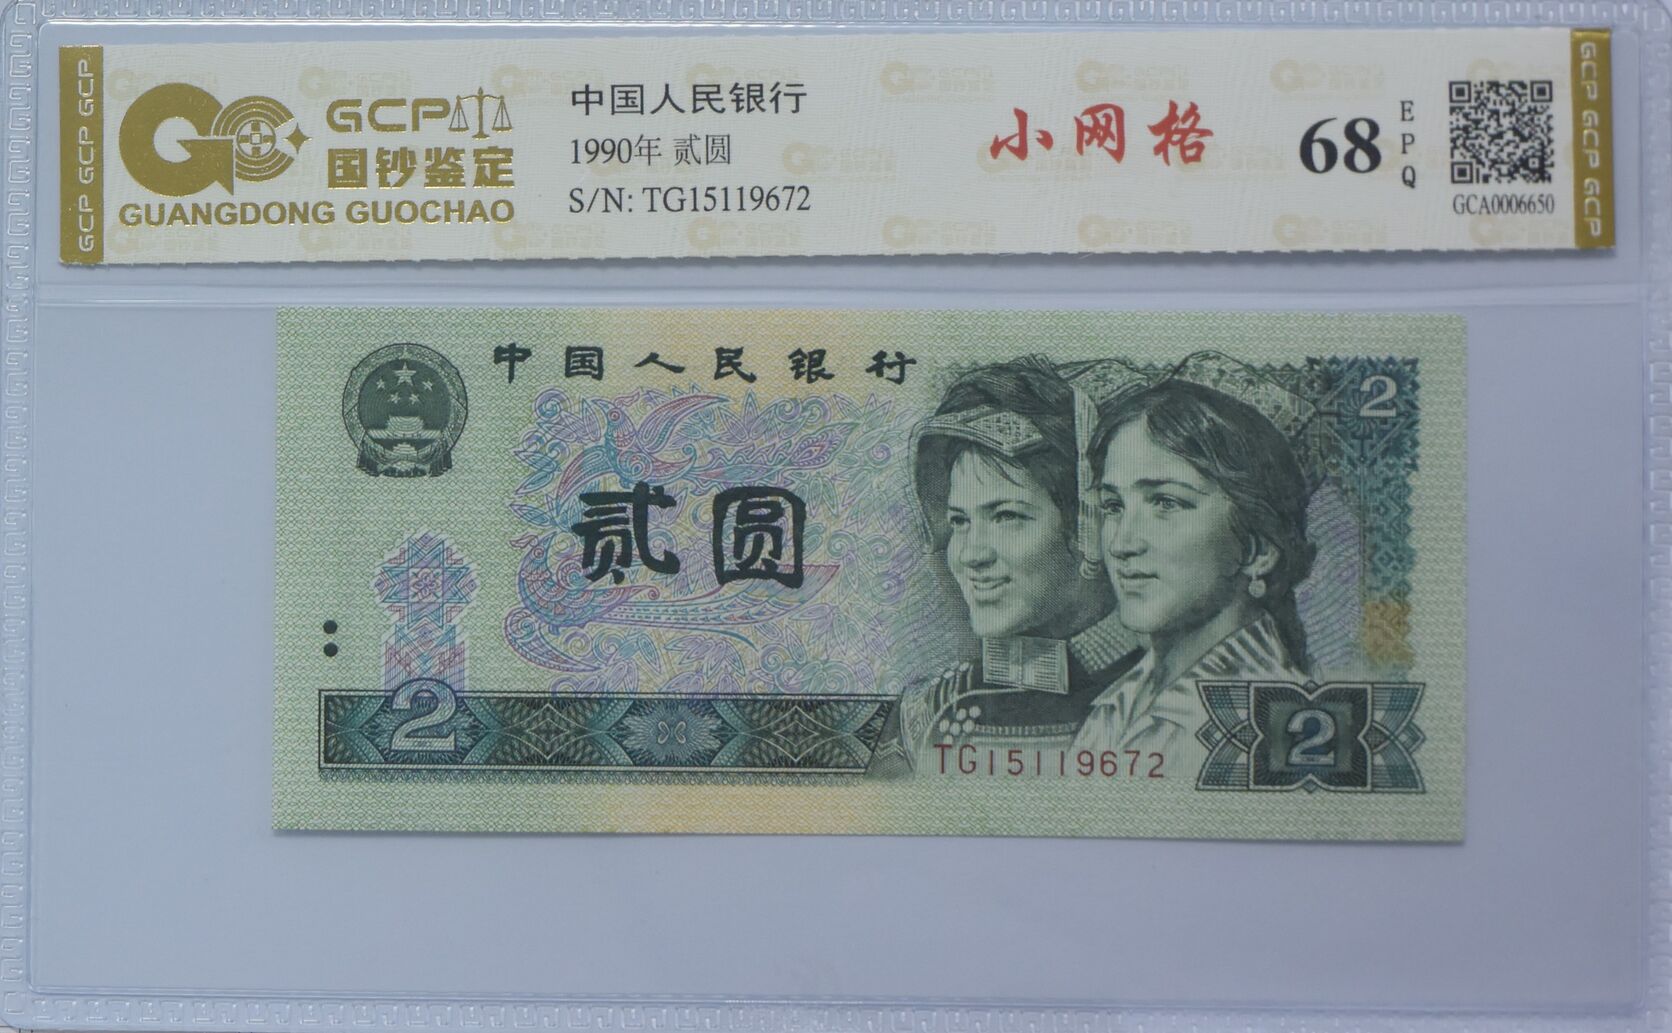 GCP GCP GCP
GCP
国钞鉴定
GUANGDONG GUOCHAO
中国人民银行
1990年 贰圆
S/N: TG15119672
小网格
68
EPQ
GCA0006650
GCP GCP GCP
中国人民银行
2
贰圆
2
TG15119672
2